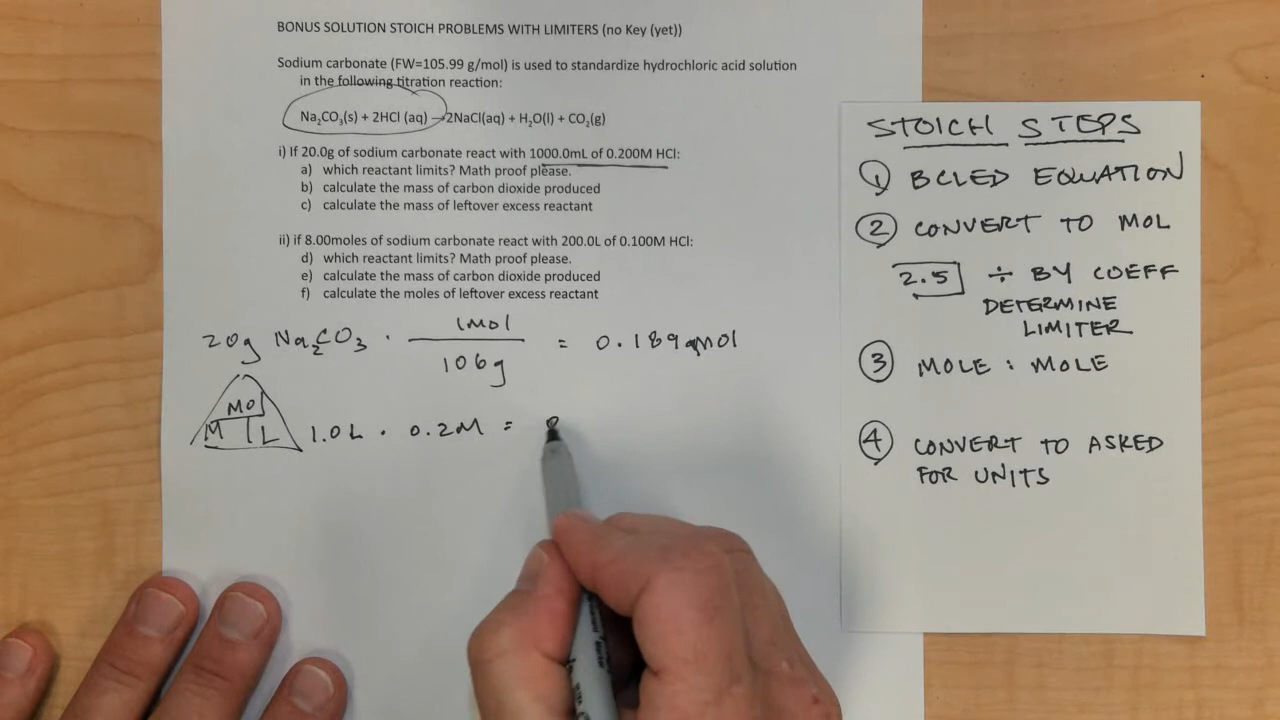 BONUS SOLUTION STOICH PROBLEMS WITH LIMITERS (no Key (yet))
Sodium carbonate (FW=105.99 g/mol) is used to standardize hydrochloric acid solution
in the following titration reaction:
Na₂CO₃(s) + 2HCl (aq) → 2NaCl(aq) + H₂O(l) + CO₂(g)
i) If 20.0g of sodium carbonate react with 1000.0mL of 0.200M HCl:
a) which reactant limits? Math proof please.
b) calculate the mass of carbon dioxide produced
c) calculate the mass of leftover excess reactant
ii) if 8.00moles of sodium carbonate react with 200.0L of 0.100M HCl:
d) which reactant limits? Math proof please.
e) calculate the mass of carbon dioxide produced
f) calculate the moles of leftover excess reactant
20g Na₂CO₃ · 1mol / 106g = 0.189 mol
Mol
M L 1.0L · 0.2M = 0
STOICH STEPS
① BCLED EQUATION
② CONVERT TO MOL
2.5 ÷ BY COEFF
DETERMINE
LIMITER
③ MOLE : MOLE
④ CONVERT TO ASKED
FOR UNITS